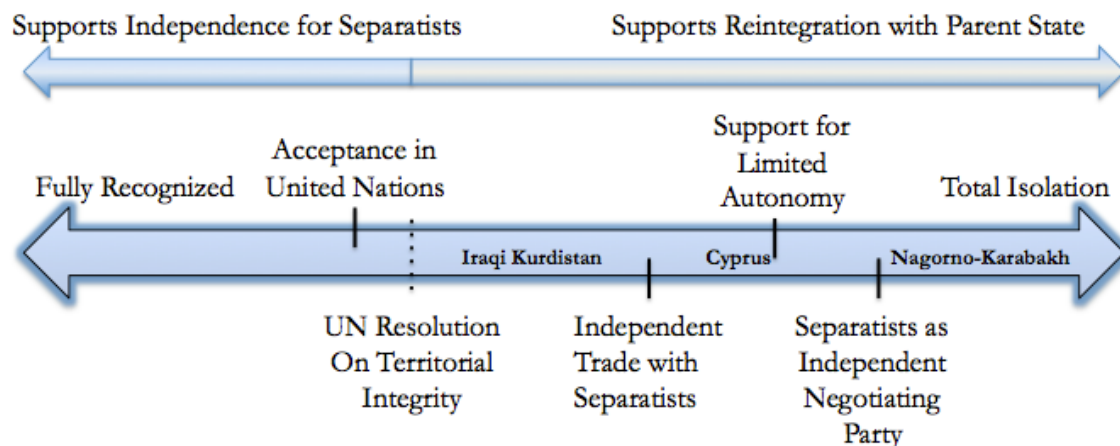 Supports Independence for Separatists
Supports Reintegration with Parent State
Fully Recognized
Acceptance in
United Nations
Support for
Limited
Autonomy
Total Isolation
Iraqi Kurdistan
Cyprus
Nagorno-Karabakh
UN Resolution
On Territorial
Integrity
Independent
Trade with
Separatists
Separatists as
Independent
Negotiating
Party